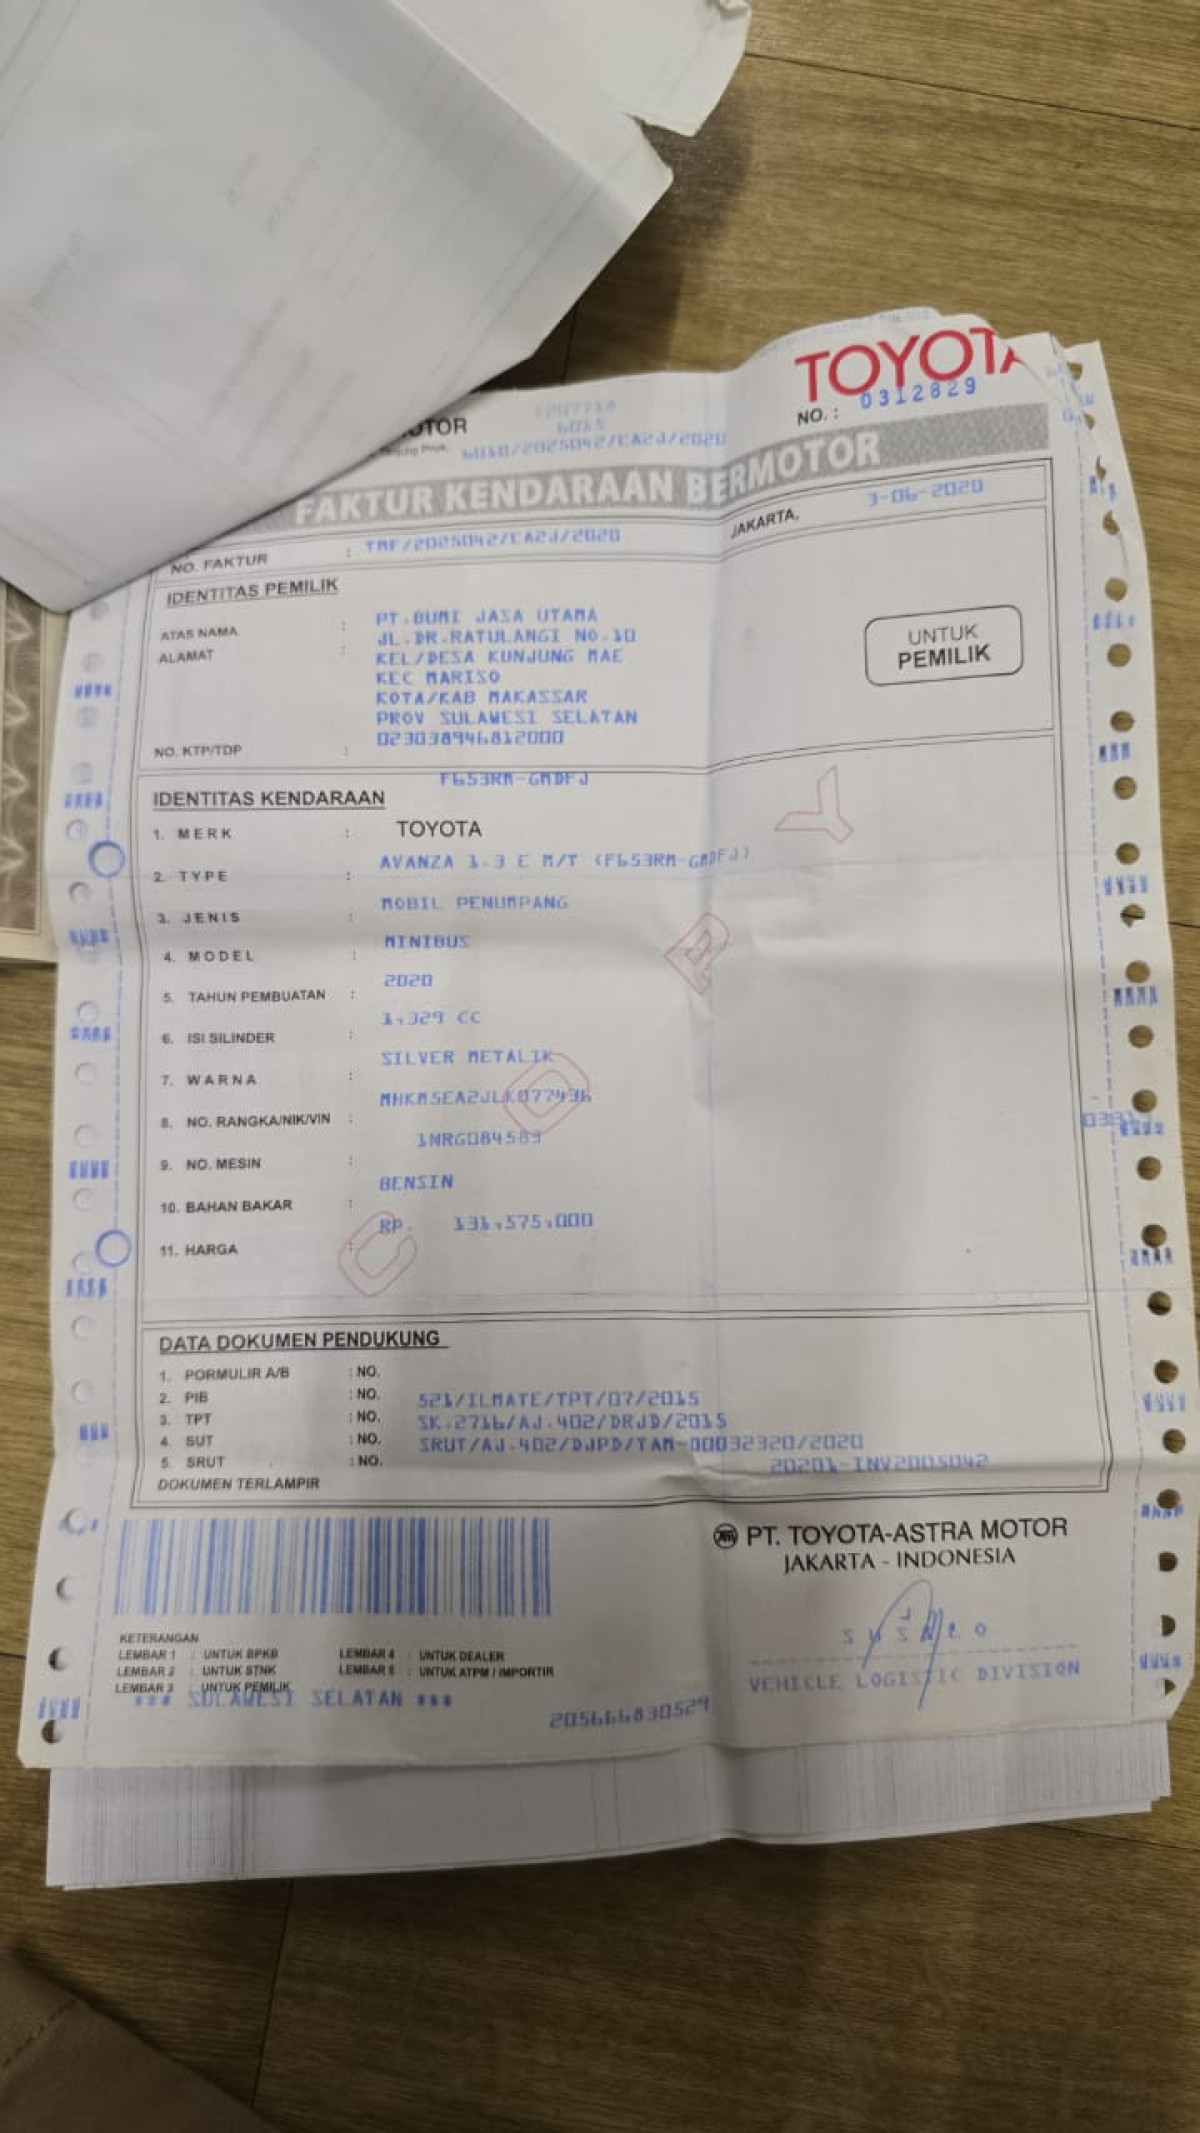 TOYOTA
NO. : 0312829
6010/2025042/CA2J/2020
FAKTUR KENDARAAN BERMOTOR
NO. FAKTUR : TMF/2025042/CA2J/2020
JAKARTA, 3-06-2020
IDENTITAS PEMILIK
ATAS NAMA : PT.BUMI JASA UTAMA
ALAMAT : JL.DR.RATULANGI NO.10
KEL/DESA KUNJUNG MAE
KEC MARISO
KOTA/KAB MAKASSAR
PROV SULAWESI SELATAN
NO. KTP/TDP : 023038946812000
UNTUK
PEMILIK
F653RM-GMDFJ
IDENTITAS KENDARAAN
1. MERK : TOYOTA
2. TYPE : AVANZA 1.3 E M/T (F653RM-GMDFJ)
3. JENIS : MOBIL PENUMPANG
4. MODEL : MINIBUS
5. TAHUN PEMBUATAN : 2020
6. ISI SILINDER : 1,329 CC
7. WARNA : SILVER METALIK
8. NO. RANGKA/NIK/VIN : MHKM5EA2JLK077436
9. NO. MESIN : 1NRG084583
10. BAHAN BAKAR : BENSIN
11. HARGA : RP. 131,575,000
COPY
DATA DOKUMEN PENDUKUNG
1. PORMULIR A/B : NO.
2. PIB : NO.
3. TPT : NO. 521/ILMATE/TPT/07/2015
4. SUT : NO. SK.2716/AJ.402/DRJD/2015
5. SRUT : NO. SRUT/AJ.402/DJPD/TAM-00032320/2020
DOKUMEN TERLAMPIR
20201-INV2005042
PT. TOYOTA-ASTRA MOTOR
JAKARTA - INDONESIA
VEHICLE LOGISTIC DIVISION
KETERANGAN
LEMBAR 1 : UNTUK BPKB LEMBAR 4 : UNTUK DEALER
LEMBAR 2 : UNTUK STNK LEMBAR 5 : UNTUK ATPM / IMPORTIR
LEMBAR 3 : UNTUK PEMILIK
*** SULAWESI SELATAN ***
205666830529